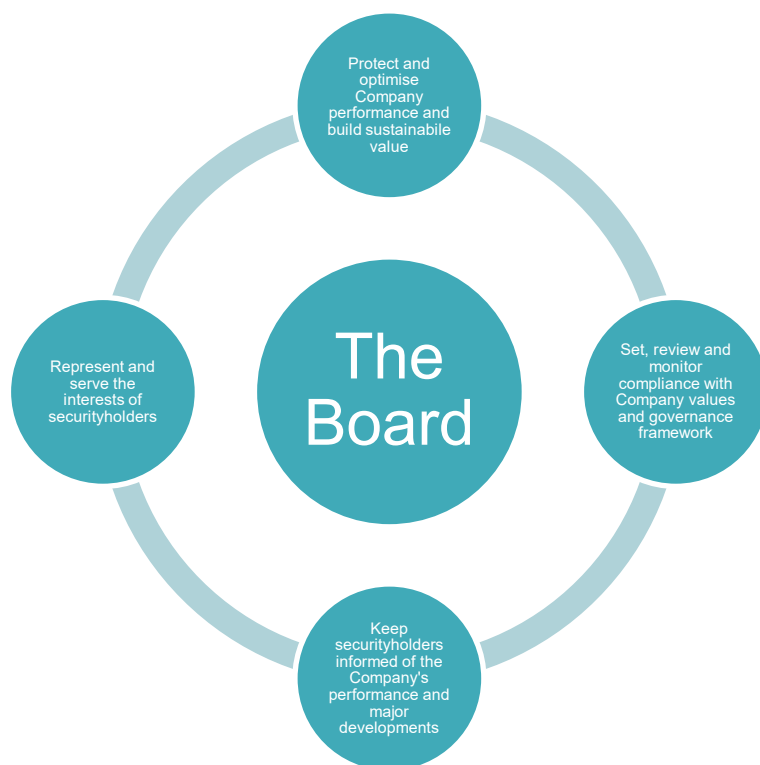 Protect and
optimise
Company
performance and
build sustainabile
value
The
Board
Represent and
serve the
interests of
securityholders
Set, review and
monitor
compliance with
Company values
and governance
framework
Keep
securityholders
informed of the
Company's
performance and
major
developments